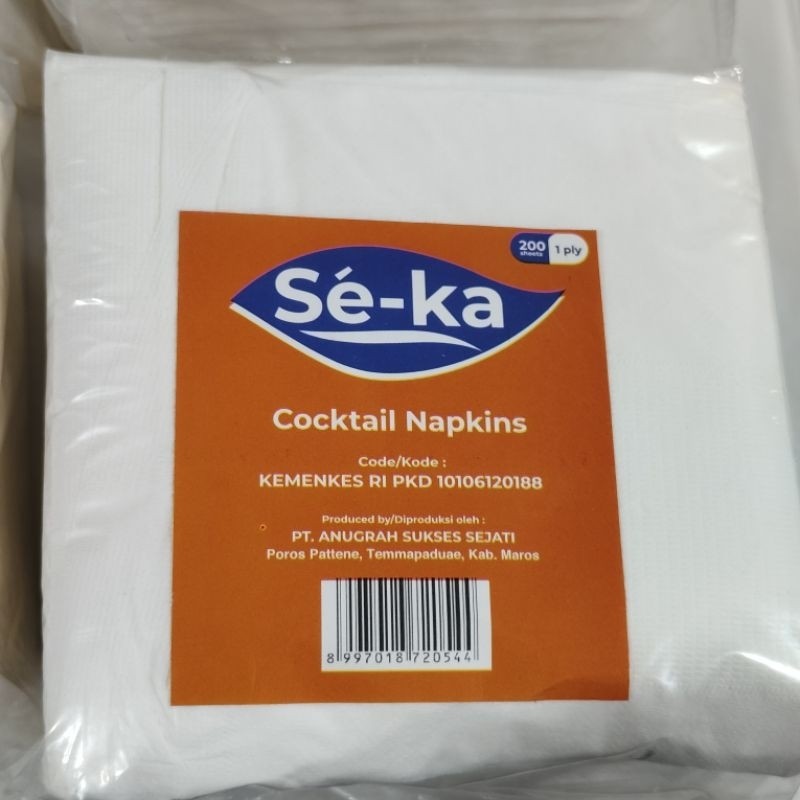 200 sheets 1 ply
Sé-ka
Cocktail Napkins
Code/Kode :
KEMENKES RI PKD 10106120188
Produced by/Diproduksi oleh :
PT. ANUGRAH SUKSES SEJATI
Poros Pattene, Temmapaduae, Kab. Maros
8 997018 720544